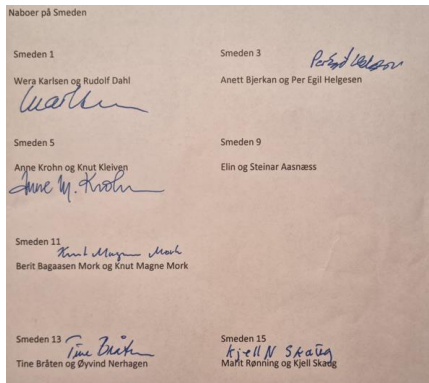 Naboer på Smeden
Smeden 1
Smeden 3
Per Egil Helgesen
Wera Karlsen og Rudolf Dahl
Anett Bjerkan og Per Egil Helgesen
Smeden 5
Smeden 9
Anne Krohn og Knut Kleiven
Elin og Steinar Aasnæss
Anne M. Krohn
Smeden 11
Knut Magne Mork
Berit Bagaasen Mork og Knut Magne Mork
Smeden 13
Smeden 15
Tine Bråten
Kjell N Skaug
Tine Bråten og Øyvind Nerhagen
Marit Rønning og Kjell Skaug